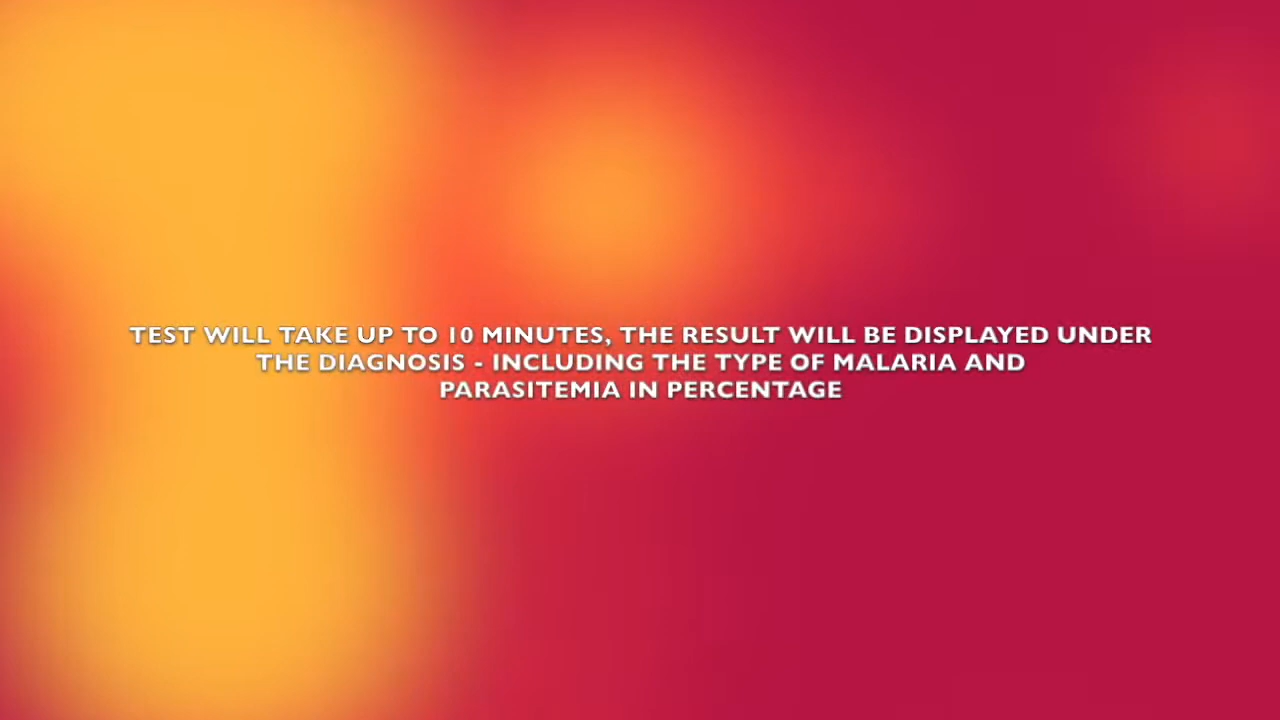 TEST WILL TAKE UP TO 10 MINUTES, THE RESULT WILL BE DISPLAYED UNDER
THE DIAGNOSIS - INCLUDING THE TYPE OF MALARIA AND
PARASITEMIA IN PERCENTAGE